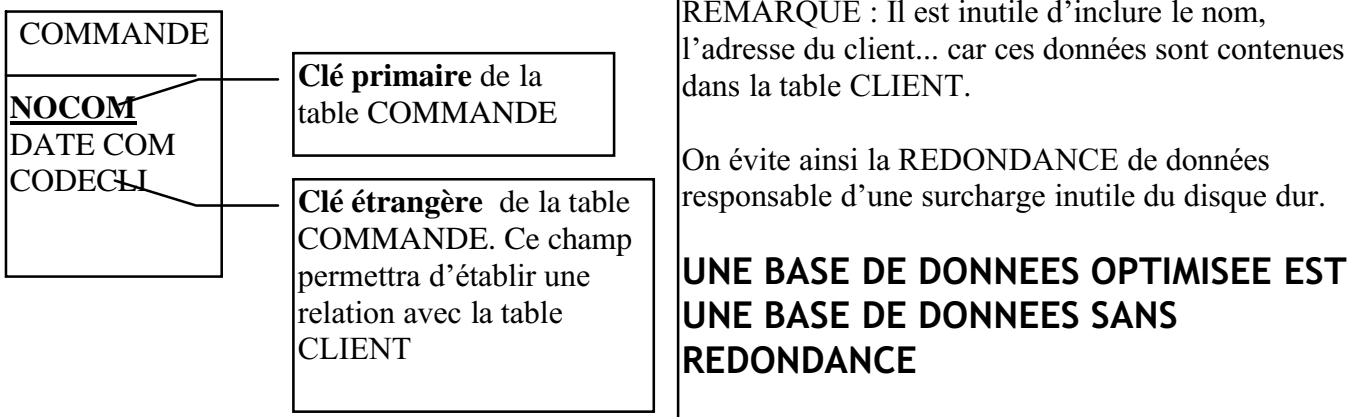 COMMANDE
NOCOM
DATE COM
CODECLI
Clé primaire de la
table COMMANDE
Clé étrangère de la table
COMMANDE. Ce champ
permettra d’établir une
relation avec la table
CLIENT
REMARQUE : Il est inutile d’inclure le nom,
l’adresse du client... car ces données sont contenues
dans la table CLIENT.
On évite ainsi la REDONDANCE de données
responsable d’une surcharge inutile du disque dur.
UNE BASE DE DONNEES OPTIMISEE EST
UNE BASE DE DONNEES SANS
REDONDANCE